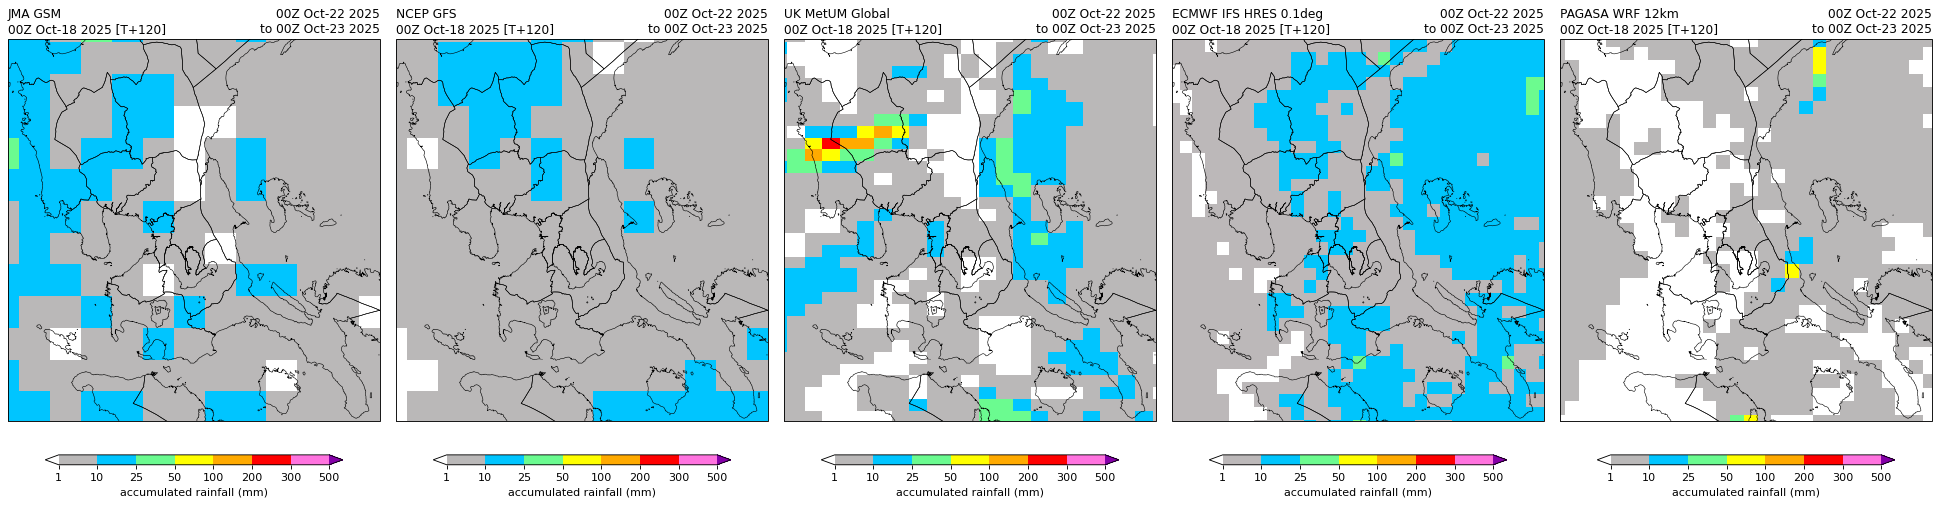 JMA GSM 00Z Oct-22 2025
00Z Oct-18 2025 [T+120] to 00Z Oct-23 2025
1 10 25 50 100 200 300 500
accumulated rainfall (mm)
NCEP GFS 00Z Oct-22 2025
00Z Oct-18 2025 [T+120] to 00Z Oct-23 2025
1 10 25 50 100 200 300 500
accumulated rainfall (mm)
UK MetUM Global 00Z Oct-22 2025
00Z Oct-18 2025 [T+120] to 00Z Oct-23 2025
1 10 25 50 100 200 300 500
accumulated rainfall (mm)
ECMWF IFS HRES 0.1deg 00Z Oct-22 2025
00Z Oct-18 2025 [T+120] to 00Z Oct-23 2025
1 10 25 50 100 200 300 500
accumulated rainfall (mm)
PAGASA WRF 12km 00Z Oct-22 2025
00Z Oct-18 2025 [T+120] to 00Z Oct-23 2025
1 10 25 50 100 200 300 500
accumulated rainfall (mm)